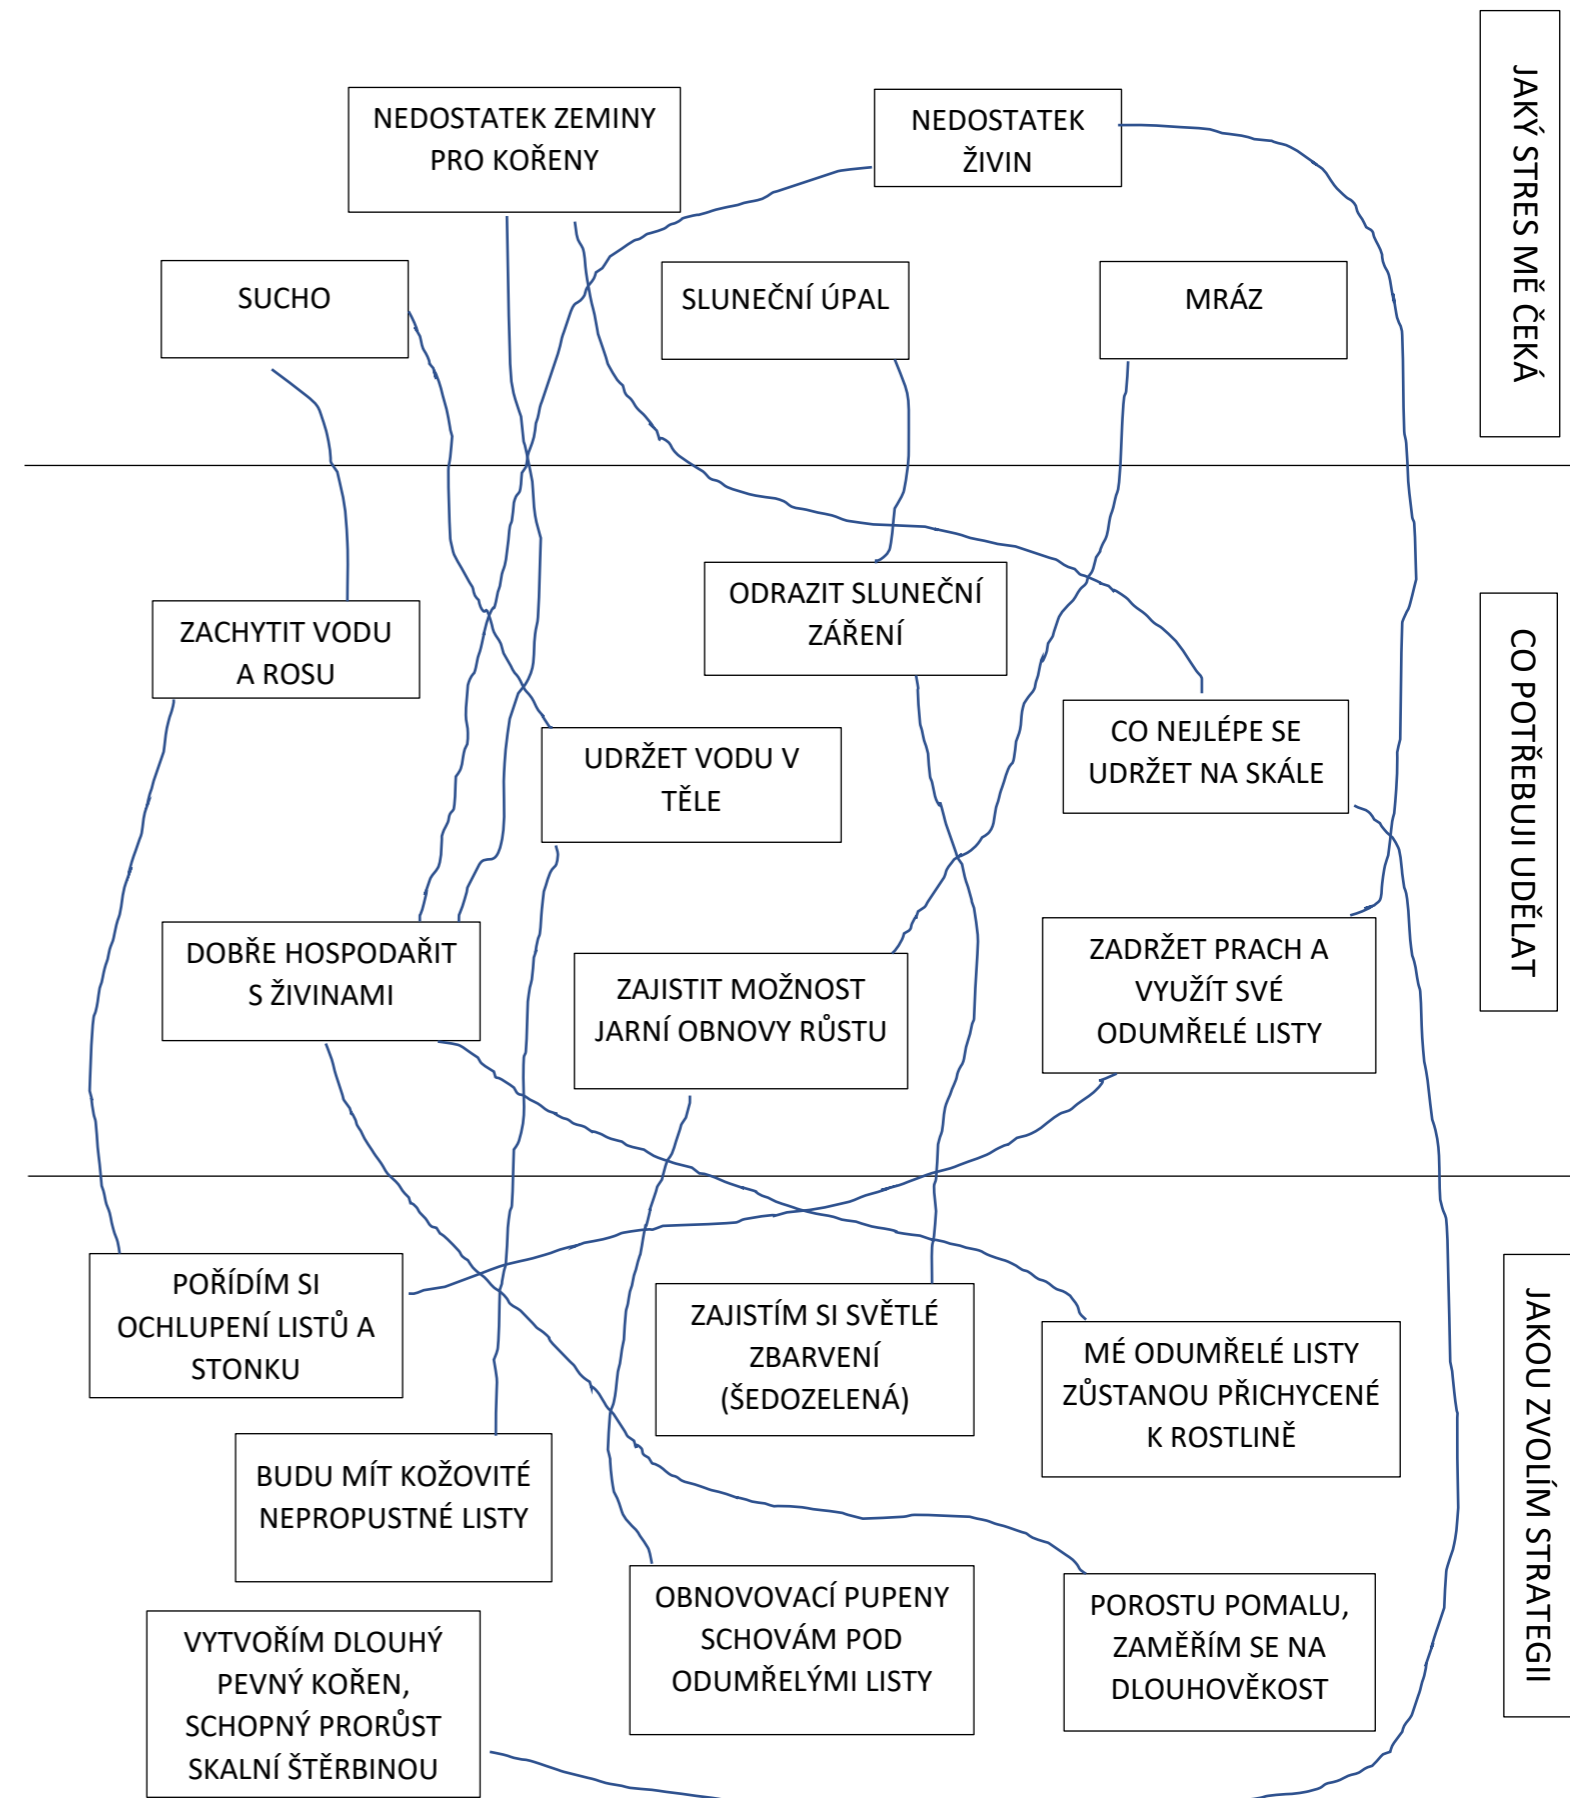 JAKÝ STRES MĚ ČEKÁ
NEDOSTATEK ZEMINY
PRO KOŘENY
NEDOSTATEK
ŽIVIN
SUCHO
SLUNEČNÍ ÚPAL
MRÁZ
CO POTŘEBUJI UDĚLAT
ODRAZIT SLUNEČNÍ
ZÁŘENÍ
ZACHYTIT VODU
A ROSU
CO NEJLÉPE SE
UDRŽET NA SKÁLE
UDRŽET VODU V
TĚLE
DOBŘE HOSPODAŘIT
S ŽIVINAMI
ZAJISTIT MOŽNOST
JARNÍ OBNOVY RŮSTU
ZADRŽET PRACH A
VYUŽÍT SVÉ
ODUMŘELÉ LISTY
JAKOU ZVOLÍM STRATEGII
POŘÍDÍM SI
OCHLUPENÍ LISTŮ A
STONKU
ZAJISTÍM SI SVĚTLÉ
ZBARVENÍ
(ŠEDOZELENÁ)
MÉ ODUMŘELÉ LISTY
ZŮSTANOU PŘICHYCENÉ
K ROSTLINĚ
BUDU MÍT KOŽOVITÉ
NEPROPUSTNÉ LISTY
OBNOVOVACÍ PUPENY
SCHOVÁM POD
ODUMŘELÝMI LISTY
POROSTU POMALU,
ZAMĚŘÍM SE NA
DLOUHOVĚKOST
VYTVOŘÍM DLOUHÝ
PEVNÝ KOŘEN,
SCHOPNÝ PRORŮST
SKALNÍ ŠTĚRBINOU